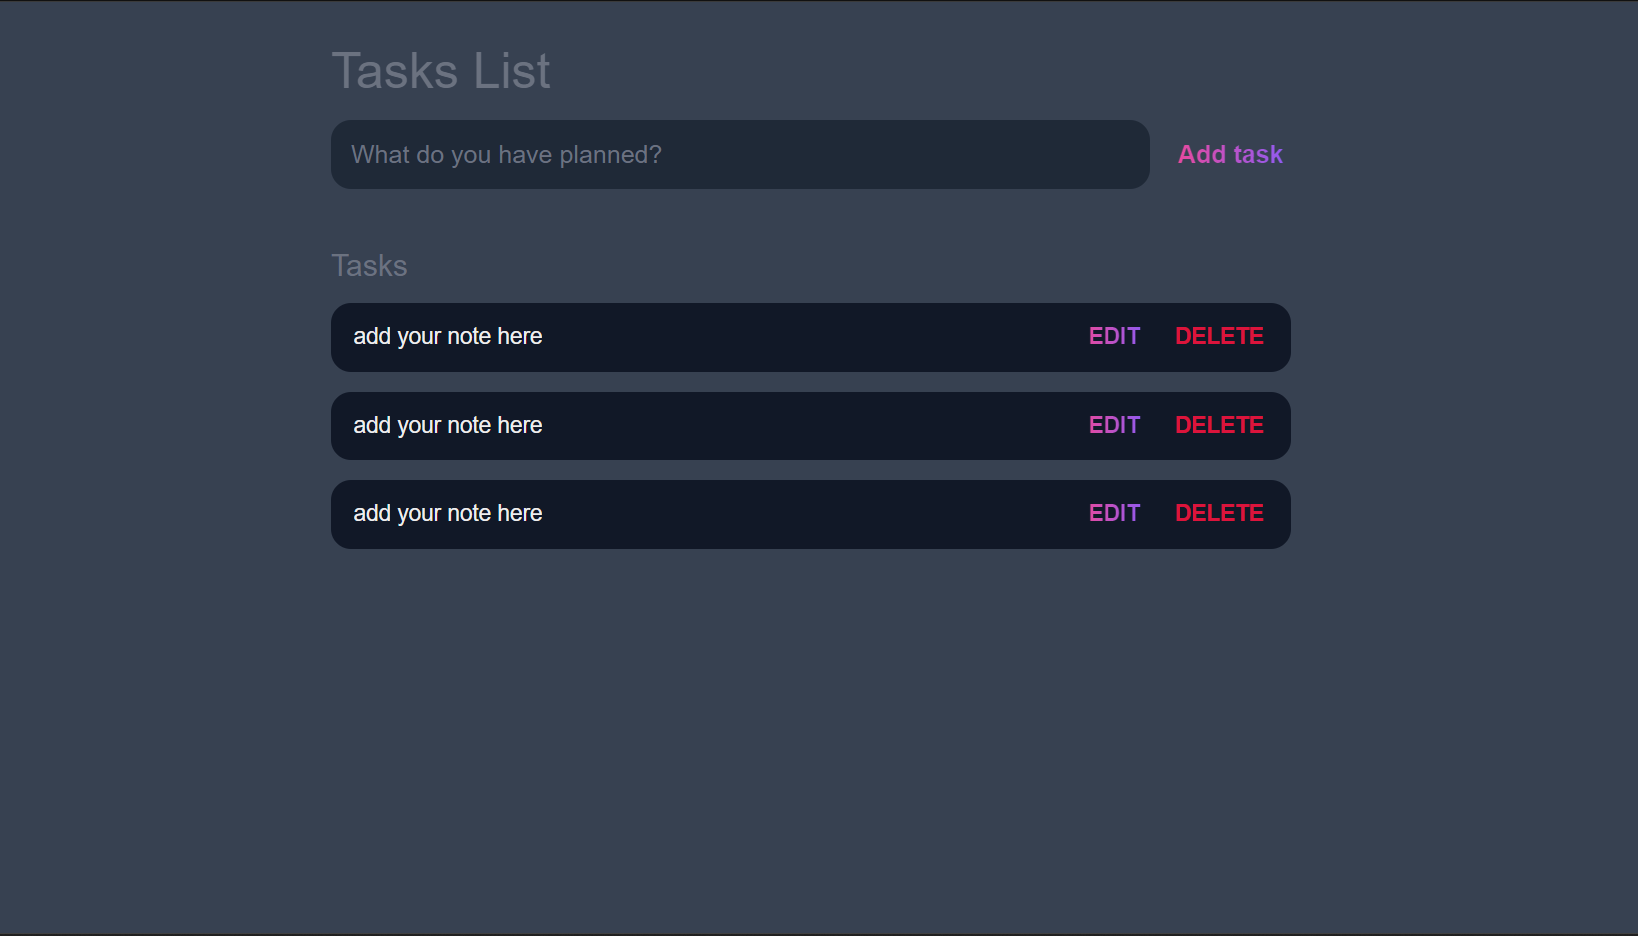 Tasks List
What do you have planned?
Add task
Tasks
add your note here EDIT DELETE
add your note here EDIT DELETE
add your note here EDIT DELETE